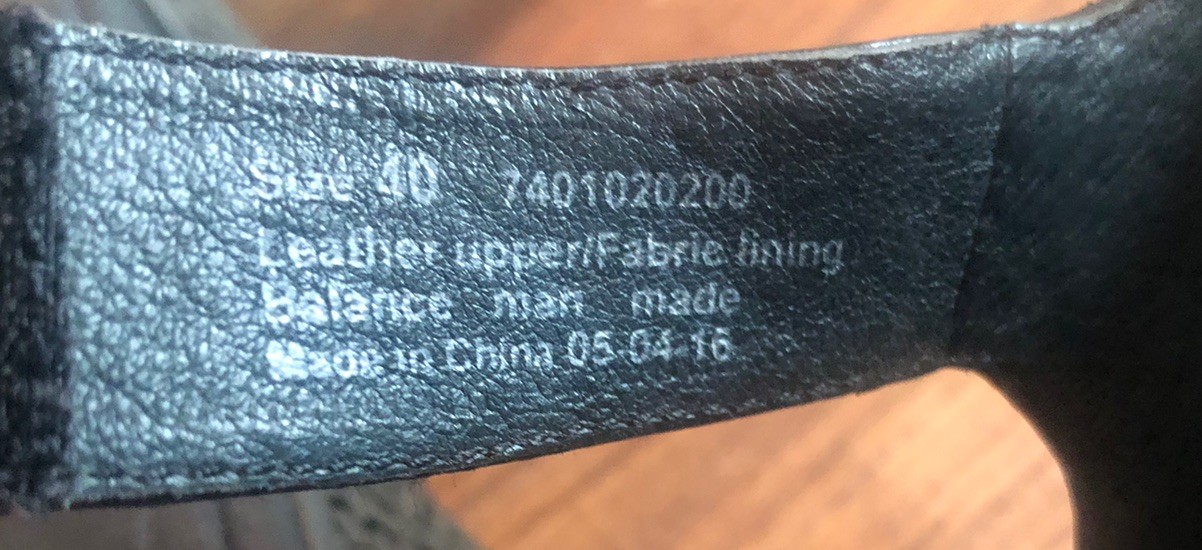 Size 40 7401020200
Leather upper/Fabric lining
Balance man made
Made in China 05-04-16